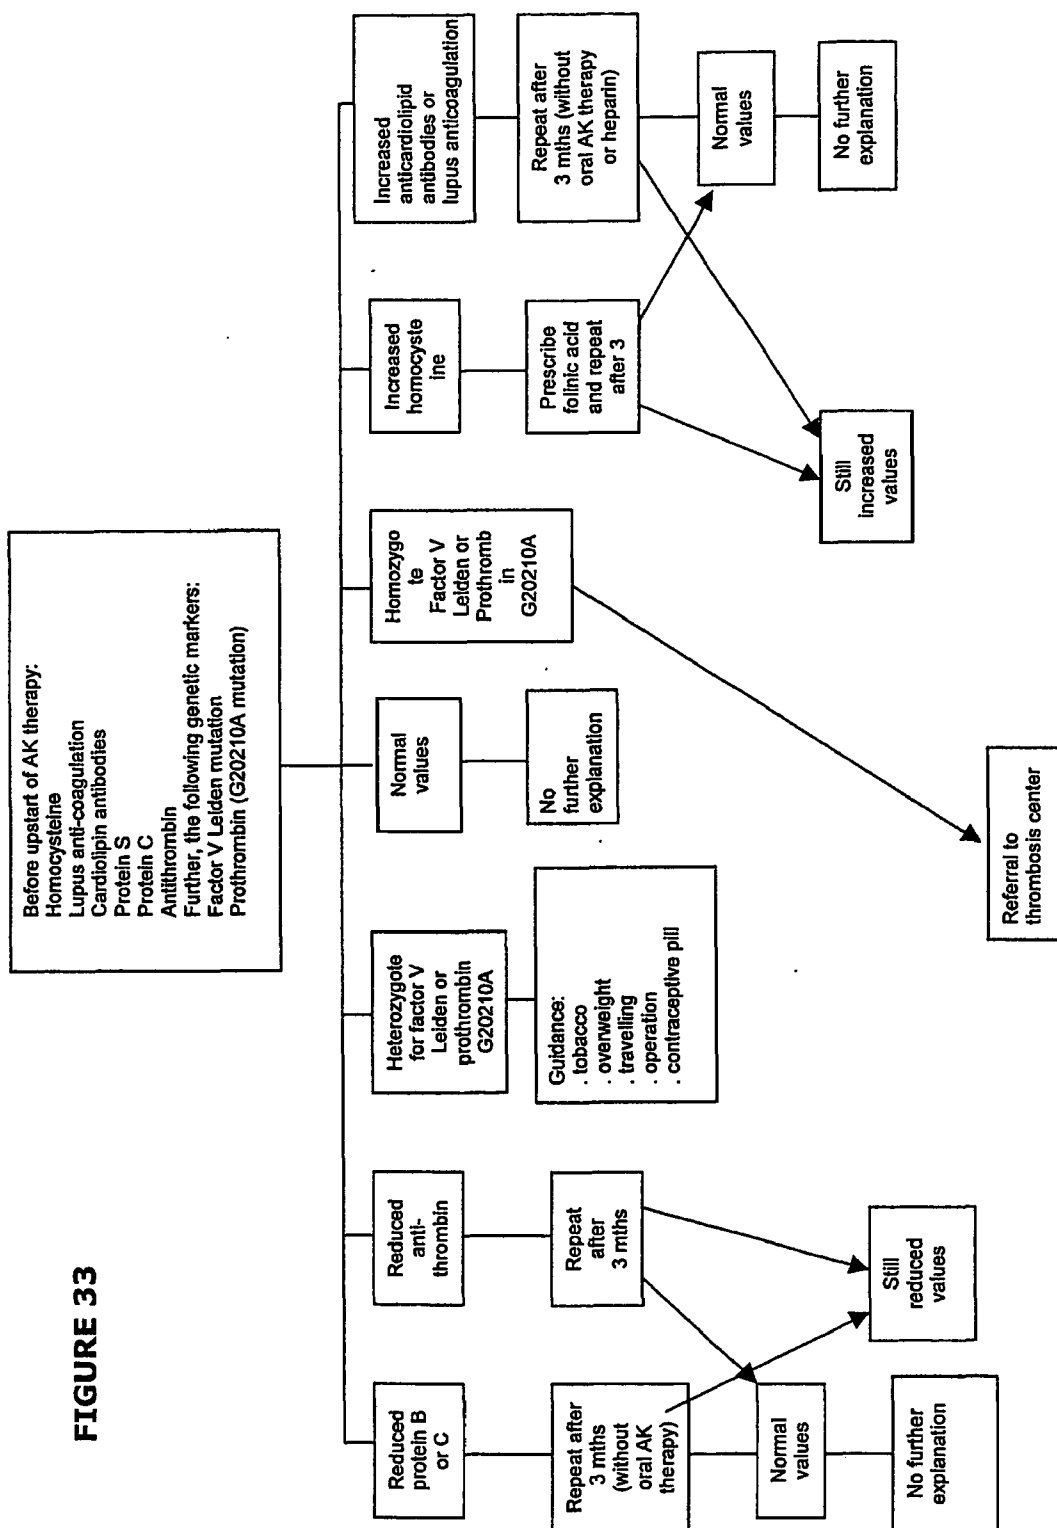 FIGURE 33
Before upstart of AK therapy:
Homocysteine
Lupus anti-coagulation
Cardiolipin antibodies
Protein S
Protein C
Antithrombin
Further, the following genetic markers:
Factor V Leiden mutation
Prothrombin (G20210A mutation)
Reduced
protein B
or C
Reduced
anti-
thrombin
Heterozygote
for factor V
Leiden or
prothrombin
G20210A
Normal
values
Homozygo
te
Factor V
Leiden or
Prothromb
in
G20210A
Increased
homocyste
ine
Increased
anticardiolipid
antibodies or
lupus anticoagulation
Repeat after
3 mths
(without
oral AK
therapy)
Repeat
after
3 mths
Guidance:
. tobacco
. overweight
. travelling
. operation
. contraceptive pill
No
further
explanation
Prescribe
folinic acid
and repeat
after 3
Repeat after
3 mths (without
oral AK therapy
or heparin)
Normal
values
Still
reduced
values
Still
increased
values
Normal
values
No further
explanation
Referral to
thrombosis center
No further
explanation